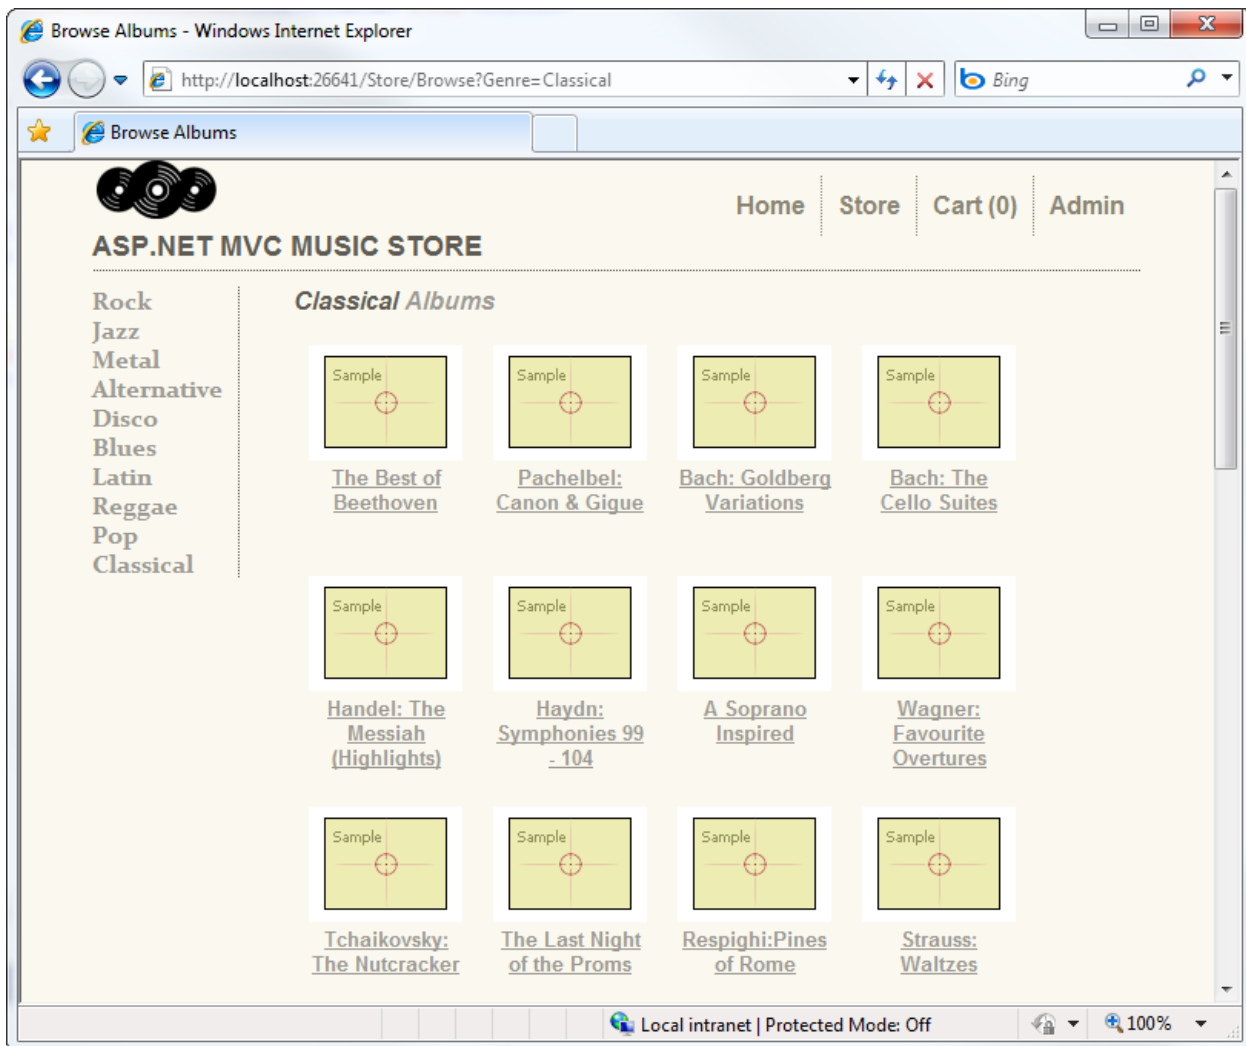 Browse Albums - Windows Internet Explorer
http://localhost:26641/Store/Browse?Genre=Classical
Bing
Browse Albums
Home
Store
Cart (0)
Admin
ASP.NET MVC MUSIC STORE
Rock
Jazz
Metal
Alternative
Disco
Blues
Latin
Reggae
Pop
Classical
Classical Albums
Sample
Sample
Sample
Sample
The Best of
Beethoven
Pachelbel:
Canon & Gigue
Bach: Goldberg
Variations
Bach: The
Cello Suites
Sample
Sample
Sample
Sample
Handel: The
Messiah
(Highlights)
Haydn:
Symphonies 99
- 104
A Soprano
Inspired
Wagner:
Favourite
Overtures
Sample
Sample
Sample
Sample
Tchaikovsky:
The Nutcracker
The Last Night
of the Proms
Respighi:Pines
of Rome
Strauss:
Waltzes
Local intranet | Protected Mode: Off
100%